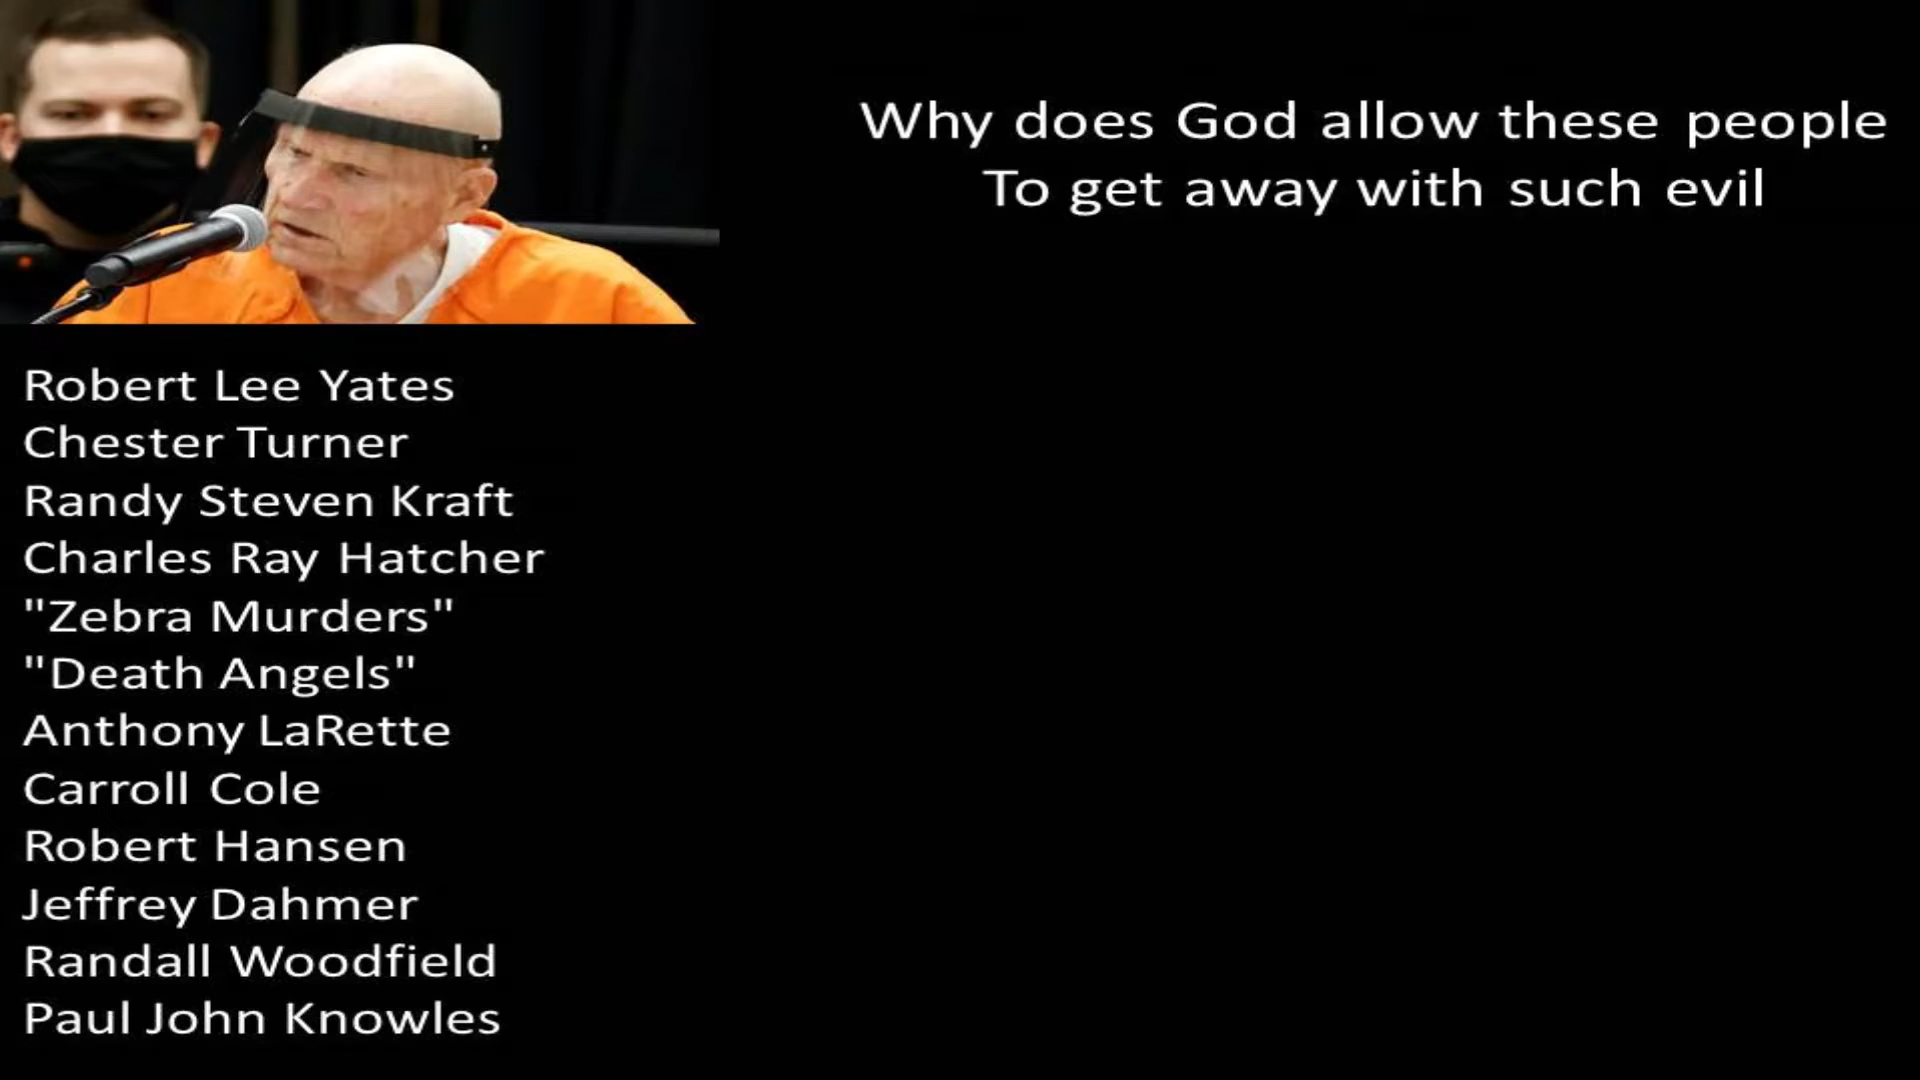 Why does God allow these people
To get away with such evil
Robert Lee Yates
Chester Turner
Randy Steven Kraft
Charles Ray Hatcher
"Zebra Murders"
"Death Angels"
Anthony LaRette
Carroll Cole
Robert Hansen
Jeffrey Dahmer
Randall Woodfield
Paul John Knowles